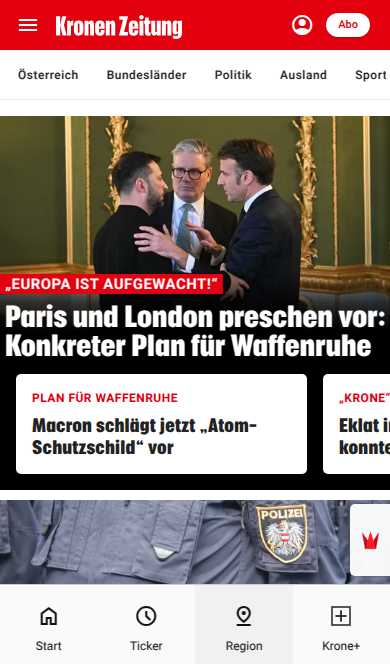 Kronen Zeitung
Abo
Österreich Bundesländer Politik Ausland Sport
„EUROPA IST AUFGEWACHT!“
Paris und London preschen vor:
Konkreter Plan für Waffenruhe
PLAN FÜR WAFFENRUHE
Macron schlägt jetzt „Atom-
Schutzschild“ vor
„KRONE“
Eklat
konnte
POLIZEI
Start Ticker Region Krone+